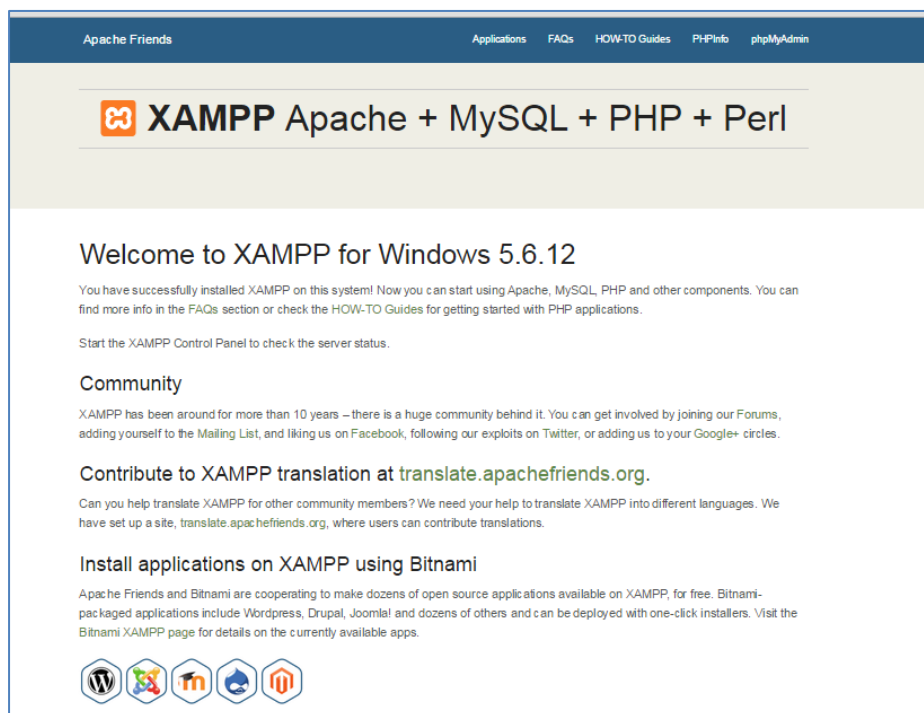 Apache Friends
Applications FAQs HOW-TO Guides PHPInfo phpMyAdmin
XAMPP Apache + MySQL + PHP + Perl
Welcome to XAMPP for Windows 5.6.12
You have successfully installed XAMPP on this system! Now you can start using Apache, MySQL, PHP and other components. You can
find more info in the FAQs section or check the HOW-TO Guides for getting started with PHP applications.
Start the XAMPP Control Panel to check the server status.
Community
XAMPP has been around for more than 10 years – there is a huge community behind it. You can get involved by joining our Forums,
adding yourself to the Mailing List, and liking us on Facebook, following our exploits on Twitter, or adding us to your Google+ circles.
Contribute to XAMPP translation at translate.apachefriends.org.
Can you help translate XAMPP for other community members? We need your help to translate XAMPP into different languages. We
have set up a site, translate.apachefriends.org, where users can contribute translations.
Install applications on XAMPP using Bitnami
Apache Friends and Bitnami are cooperating to make dozens of open source applications available on XAMPP, for free. Bitnami-
packaged applications include Wordpress, Drupal, Joomla! and dozens of others and can be deployed with one-click installers. Visit the
Bitnami XAMPP page for details on the currently available apps.